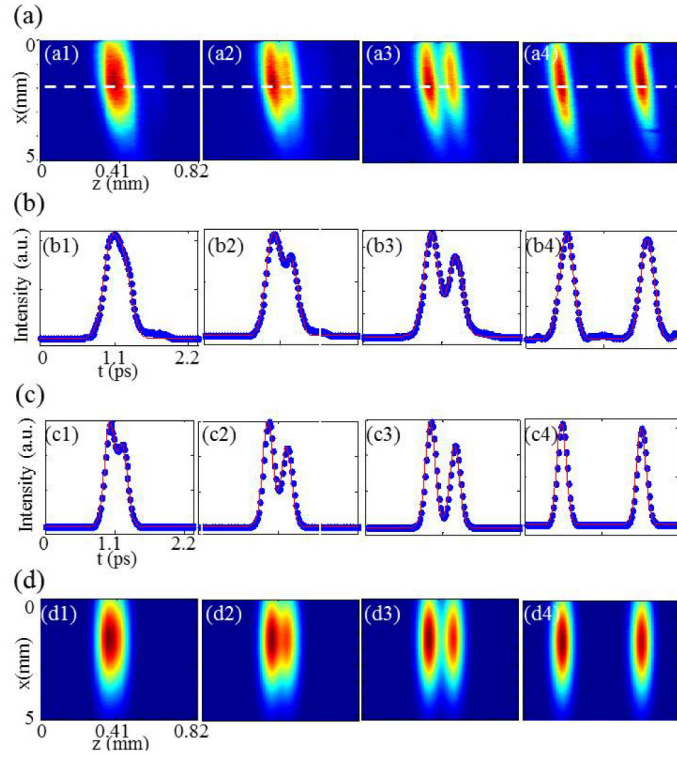 (a)
x(mm)
0
5
(a1) (a2) (a3) (a4)
0 0.41 0.82
z (mm)
(b)
Intensity (a.u.)
(b1) (b2) (b3) (b4)
0 1.1 2.2
t (ps)
(c)
Intensity (a.u.)
(c1) (c2) (c3) (c4)
0 1.1 2.2
t (ps)
(d)
x(mm)
0
5
(d1) (d2) (d3) (d4)
0 0.41 0.82
z (mm)